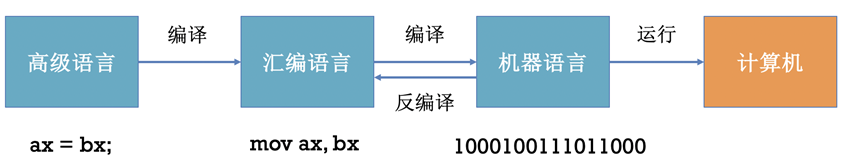 高级语言
编译
汇编语言
编译
反编译
机器语言
运行
计算机
ax = bx;
mov ax, bx
1000100111011000